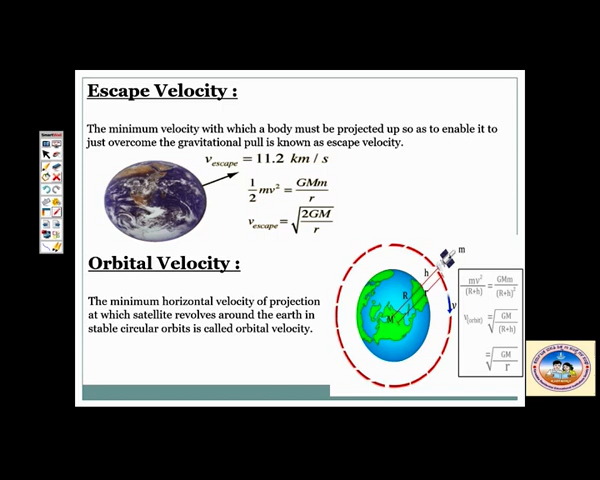 Escape Velocity :
The minimum velocity with which a body must be projected up so as to enable it to
just overcome the gravitational pull is known as escape velocity.
v_escape = 11.2 km / s
1/2 mv² = GMm/r
v_escape = √(2GM/r)
Orbital Velocity :
The minimum horizontal velocity of projection
at which satellite revolves around the earth in
stable circular orbits is called orbital velocity.
m
h
R
M
v
mv²/(R+h) = GMm/(R+h)²
V(orbit) = √(GM/(R+h))
= √(GM/r)